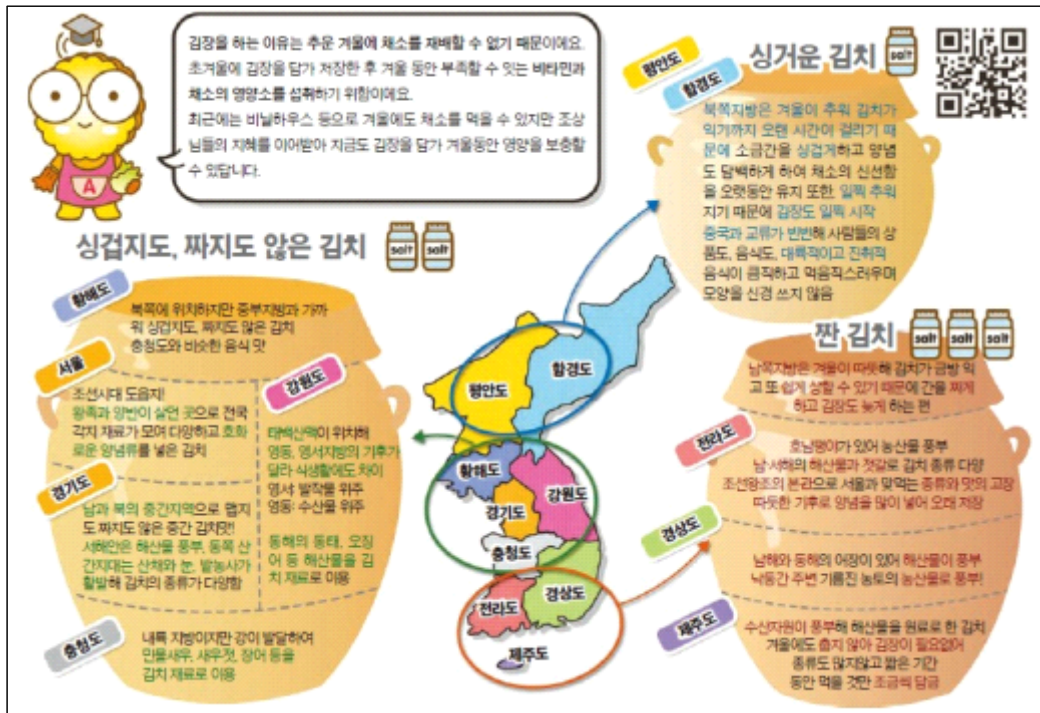 김장을 하는 이유는 추운 겨울에 채소를 재배할 수 없기 때문이에요.
초겨울에 김장을 담가 저장한 후 겨울 동안 부족할 수 있는 비타민과
채소의 영양소를 섭취하기 위함이에요.
최근에는 비닐하우스 등으로 겨울에도 채소를 먹을 수 있지만 조상
님들의 지혜를 이어받아 지금도 김장을 담가 겨울동안 영양을 보충할
수 있답니다.
A
싱겁지도, 짜지도 않은 김치
salt salt
황해도
북쪽에 위치하지만 중부지방과 가까
워 싱겁지도, 짜지도 않은 김치
충청도와 비슷한 음식 맛
서울
조선시대 도읍지!
왕족과 양반이 살던 곳으로 전국
각지 재료가 모여 다양하고 호화
로운 양념류를 넣은 김치
경기도
남과 북의 중간지역으로 맵지
도 짜지도 않은 중간 김치맛!
서해안은 해산물 풍부, 동쪽 산
간지대는 산채와 논, 밭농사가
활발해 김치의 종류가 다양함
강원도
태백산맥이 위치해
영동, 영서지방의 기후가
달라 식생활에도 차이
영서: 밭작물 위주
영동: 수산물 위주
동해의 동태, 오징
어 등 해산물을 김
치 재료로 이용
충청도
내륙 지방이지만 강이 발달하여
민물새우, 새우젓, 장어 등을
김치 재료로 이용
평안도
함경도
황해도
경기도
강원도
충청도
전라도
경상도
제주도
평안도
함경도
싱거운 김치
salt
북쪽지방은 겨울이 추워 김치가
익기까지 오랜 시간이 걸리기 때
문에 소금간을 싱겁게하고 양념
도 담백하게 하여 채소의 신선함
을 오랫동안 유지 또한, 일찍 추워
지기 때문에 김장도 일찍 시작
중국과 교류가 빈번해 사람들의 성
품도, 음식도, 대륙적이고 진취적
음식이 큼직하고 먹음직스러우며
모양을 신경 쓰지 않음
짠 김치
salt salt salt
남쪽지방은 겨울이 따뜻해 김치가 금방 익
고 또 쉽게 상할 수 있기 때문에 간을 짜게
하고 김장도 늦게 하는 편
전라도
호남평야가 있어 농산물 풍부
남·서해의 해산물과 젓갈로 김치 종류 다양
조선왕조의 본관으로 서울과 맞먹는 종류와 맛의 고장
따듯한 기후로 양념을 많이 넣어 오래 저장
경상도
남해와 동해의 어장이 있어 해산물이 풍부
낙동강 주변 기름진 농토의 농산물로 풍부!
제주도
수산자원이 풍부해 해산물을 원료로 한 김치
겨울에도 춥지 않아 김장이 필요없어
종류도 많지않고 짧은 기간
동안 먹을 것만 조금씩 담금